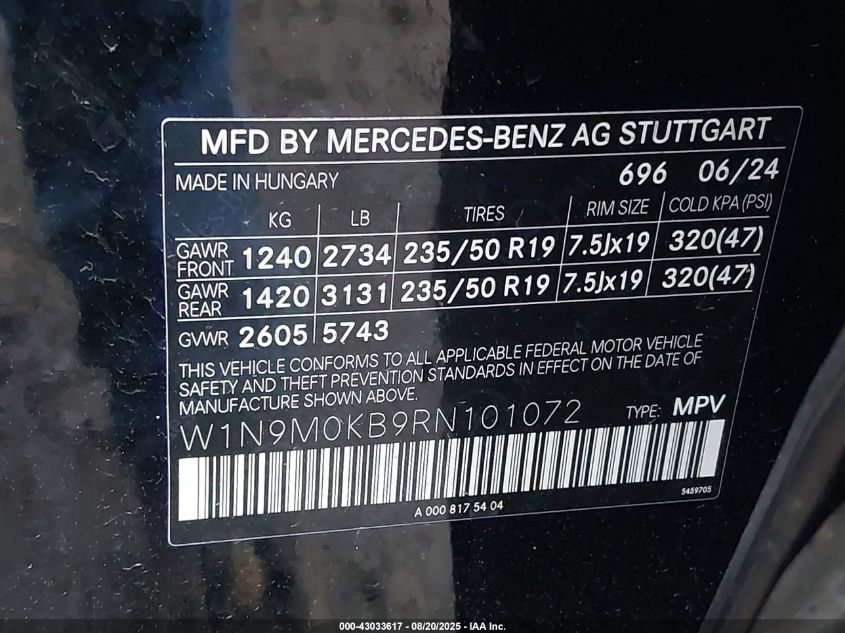 MFD BY MERCEDES-BENZ AG STUTTGART
MADE IN HUNGARY 696 06/24
KG LB TIRES RIM SIZE COLD KPA (PSI)
GAWR FRONT 1240 2734 235/50 R19 7.5Jx19 320(47)
GAWR REAR 1420 3131 235/50 R19 7.5Jx19 320(47)
GVWR 2605 5743
THIS VEHICLE CONFORMS TO ALL APPLICABLE FEDERAL MOTOR VEHICLE
SAFETY AND THEFT PREVENTION STANDARDS IN EFFECT ON THE DATE OF
MANUFACTURE SHOWN ABOVE.
W1N9M0KB9RN101072 TYPE: MPV
A 000 817 54 04 5459705
000-43033617 - 08/20/2025 - IAA Inc.